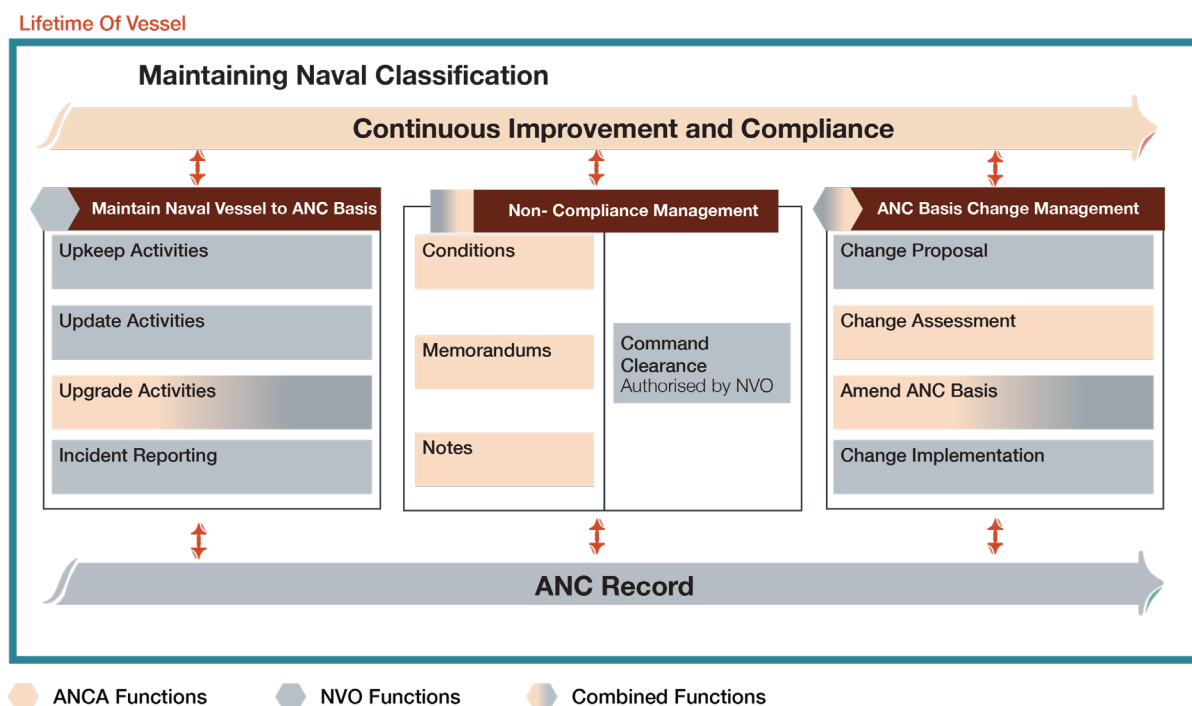 Lifetime Of Vessel
Maintaining Naval Classification
Continuous Improvement and Compliance
Maintain Naval Vessel to ANC Basis
Upkeep Activities
Update Activities
Upgrade Activities
Incident Reporting
Non- Compliance Management
Conditions
Memorandums
Notes
Command
Clearance
Authorised by NVO
ANC Basis Change Management
Change Proposal
Change Assessment
Amend ANC Basis
Change Implementation
ANC Record
ANCA Functions
NVO Functions
Combined Functions